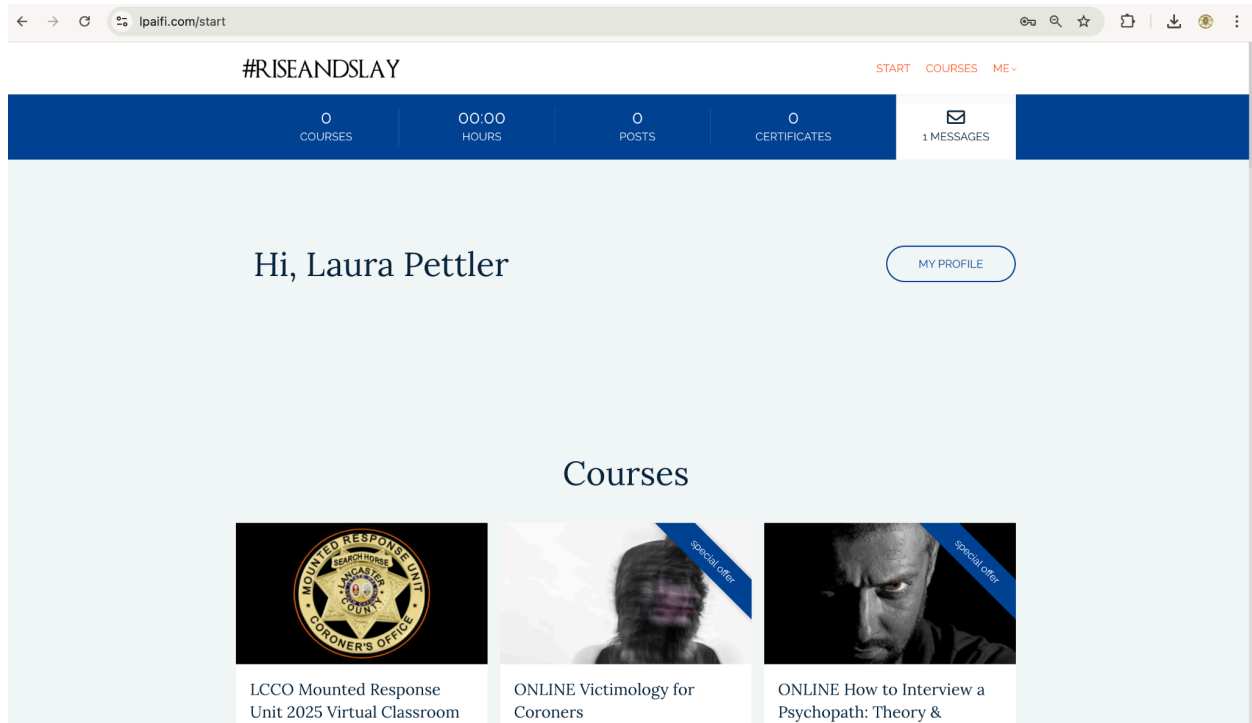 lpaifi.com/start
#RISEANDSLAY
START COURSES ME
0
COURSES
00:00
HOURS
0
POSTS
0
CERTIFICATES
1 MESSAGES
Hi, Laura Pettler
MY PROFILE
Courses
MOUNTED RESPONSE UNIT
SEARCH HORSE
LANCASTER
COUNTY
CORONER'S OFFICE
special offer
special offer
LCCO Mounted Response
Unit 2025 Virtual Classroom
ONLINE Victimology for
Coroners
ONLINE How to Interview a
Psychopath: Theory &